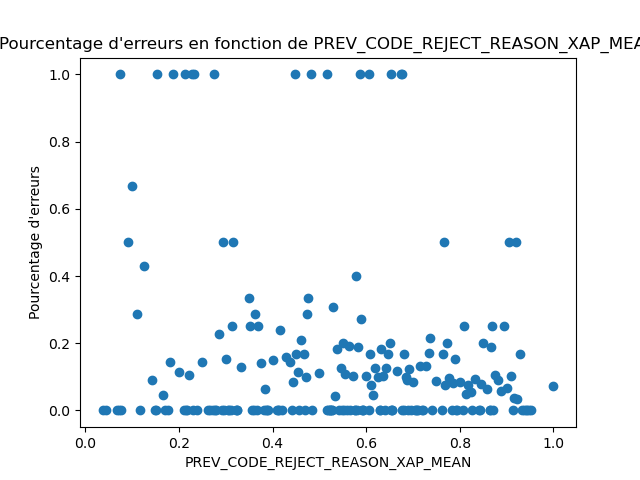 Pourcentage d'erreurs en fonction de PREV_CODE_REJECT_REASON_XAP_MEA
1.0
0.8
0.6
0.4
0.2
0.0
Pourcentage d'erreurs
0.0 0.2 0.4 0.6 0.8 1.0
PREV_CODE_REJECT_REASON_XAP_MEAN